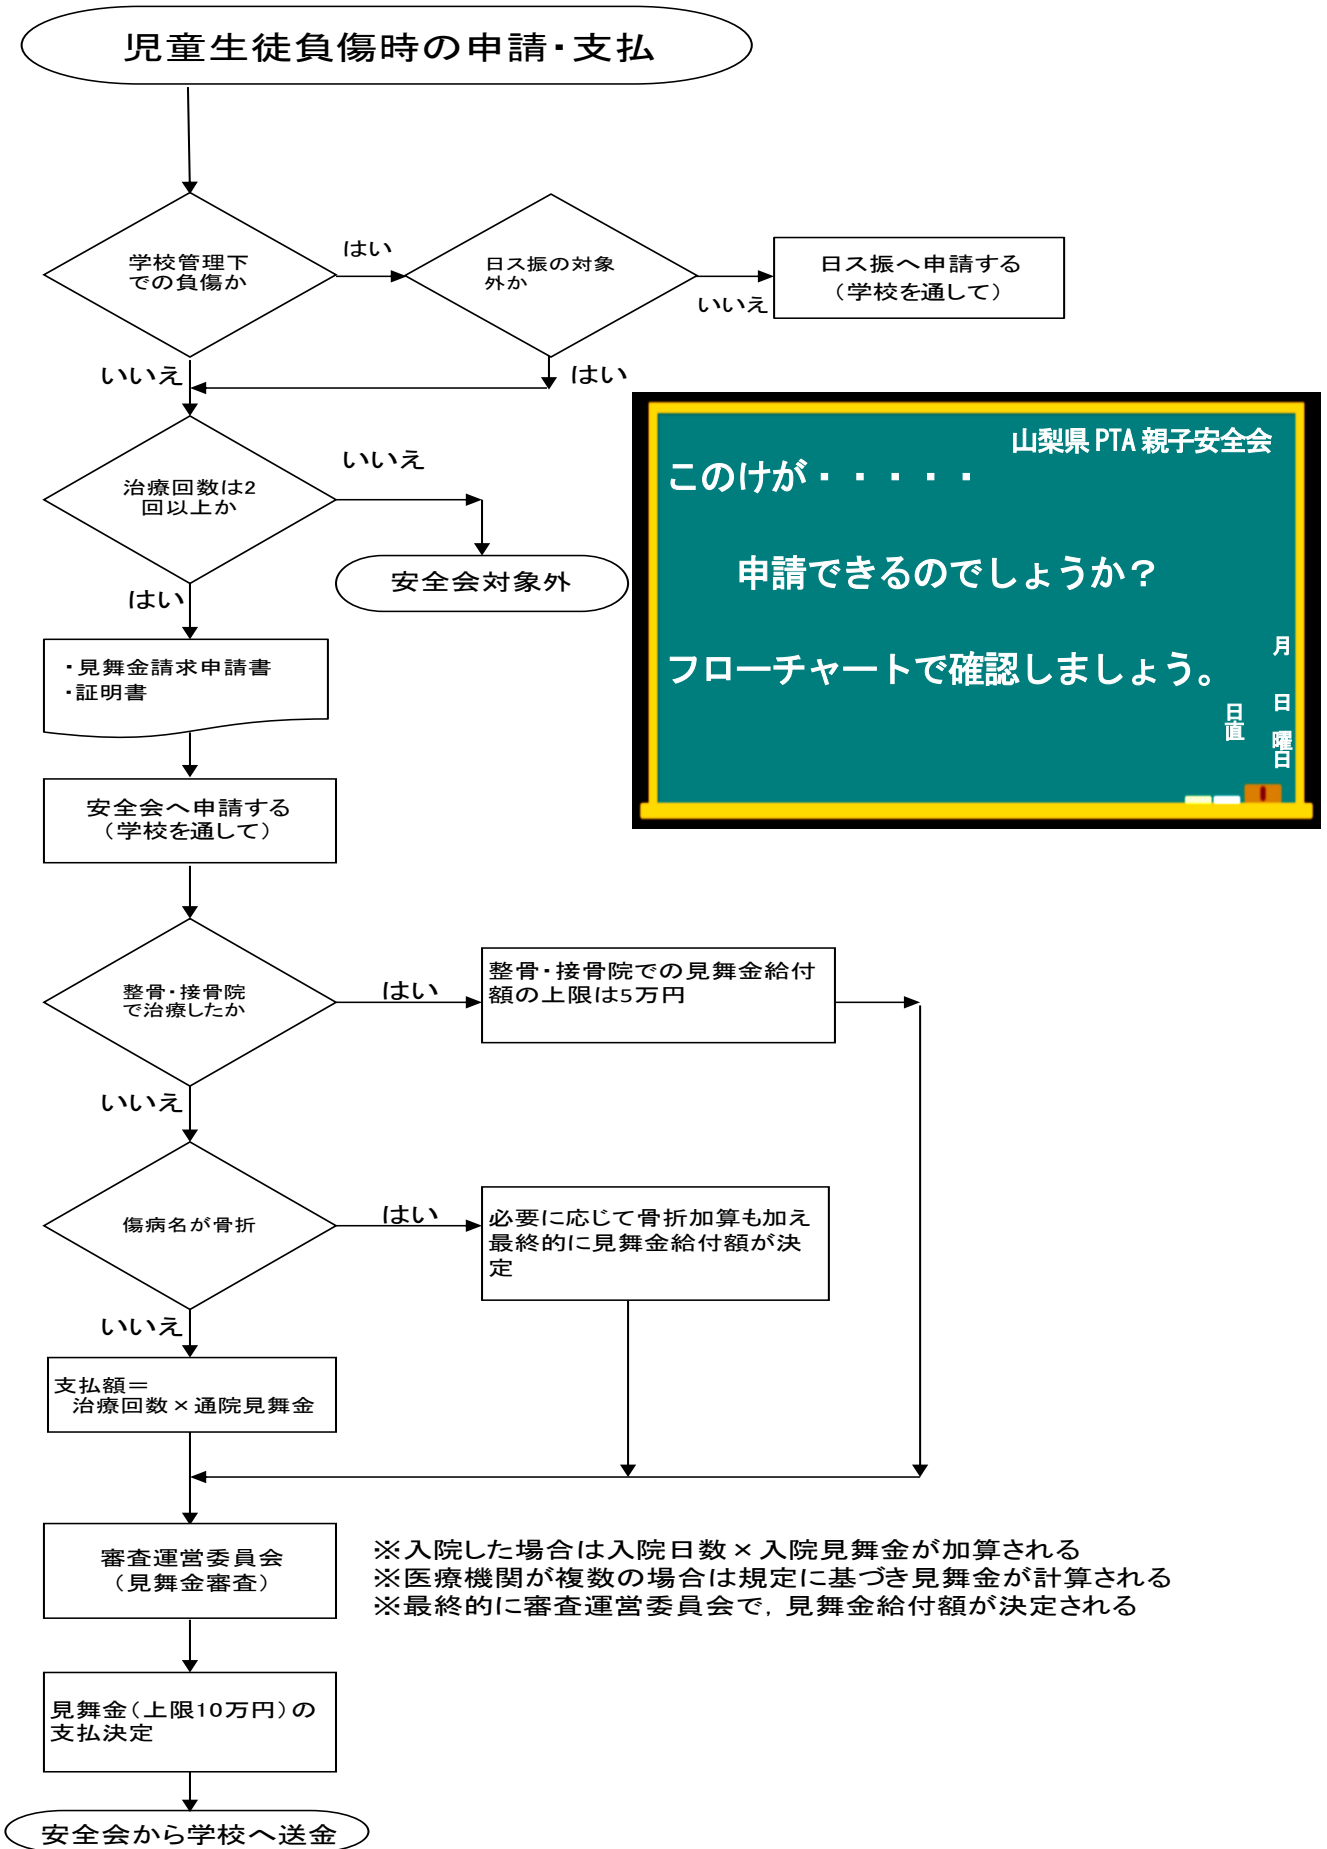 児童生徒負傷時の申請・支払
学校管理下
での負傷か
はい
日ス振の対象
外か
いいえ
日ス振へ申請する
（学校を通して）
いいえ
はい
山梨県 PTA 親子安全会
このけが・・・・・
申請できるのでしょうか？
フローチャートで確認しましょう。
月　日　曜日
日直
治療回数は2
回以上か
いいえ
安全会対象外
はい
・見舞金請求申請書
・証明書
安全会へ申請する
（学校を通して）
整骨・接骨院
で治療したか
はい
整骨・接骨院での見舞金給付
額の上限は5万円
いいえ
傷病名が骨折
はい
必要に応じて骨折加算も加え
最終的に見舞金給付額が決
定
いいえ
支払額＝
治療回数×通院見舞金
審査運営委員会
（見舞金審査）
※入院した場合は入院日数×入院見舞金が加算される
※医療機関が複数の場合は規定に基づき見舞金が計算される
※最終的に審査運営委員会で，見舞金給付額が決定される
見舞金（上限10万円）の
支払決定
安全会から学校へ送金